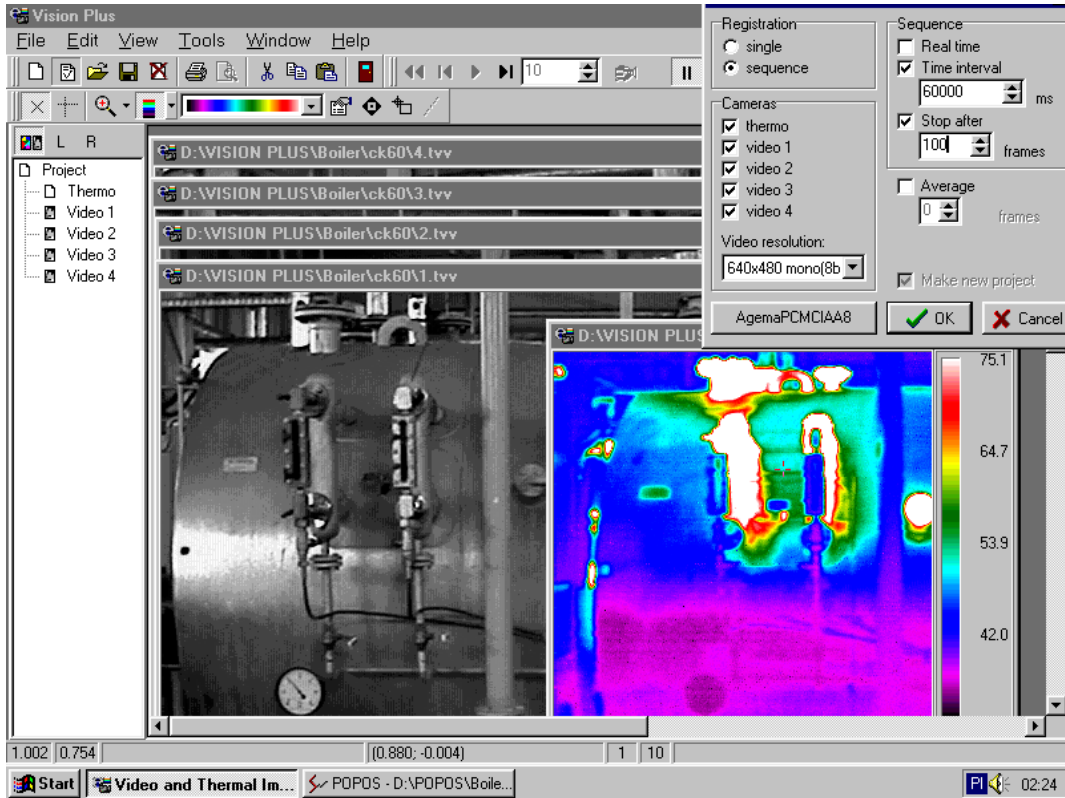 Vision Plus
File Edit View Tools Window Help
10
L R
Project
Thermo
Video 1
Video 2
Video 3
Video 4
D:\VISION PLUS\Boiler\ck60\4.tvv
D:\VISION PLUS\Boiler\ck60\3.tvv
D:\VISION PLUS\Boiler\ck60\2.tvv
D:\VISION PLUS\Boiler\ck60\1.tvv
D:\VISION PLUS
75.1
64.7
53.9
42.0
Registration
single
sequence
Cameras
thermo
video 1
video 2
video 3
video 4
Video resolution:
640x480 mono(8b
AgemaPCMCIAA8
Sequence
Real time
Time interval
60000 ms
Stop after
100 frames
Average
0 frames
Make new project
OK Cancel
1.002 0.754 (0.880; -0.004) 1 10
Start Video and Thermal Im... POPOS - D:\POPOS\Boile... Pl 02:24